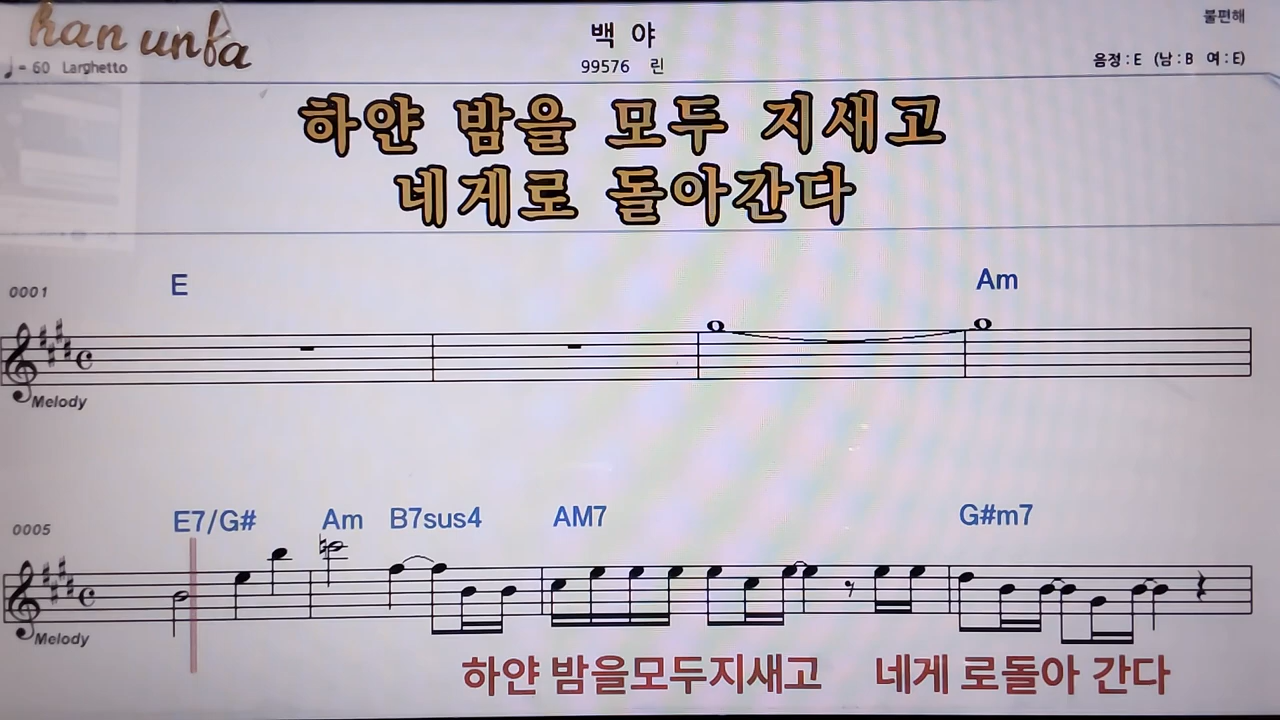 han unfa
불편해
백 야
♩= 60 Larghetto
99576 린
음정 : E (남 : B 여 : E)
하얀 밤을 모두 지새고
네게로 돌아간다
0001
E Am
Melody
0005
E7/G# Am B7sus4 AM7 G#m7
Melody
하얀 밤을모두지새고 네게 로돌아 간다